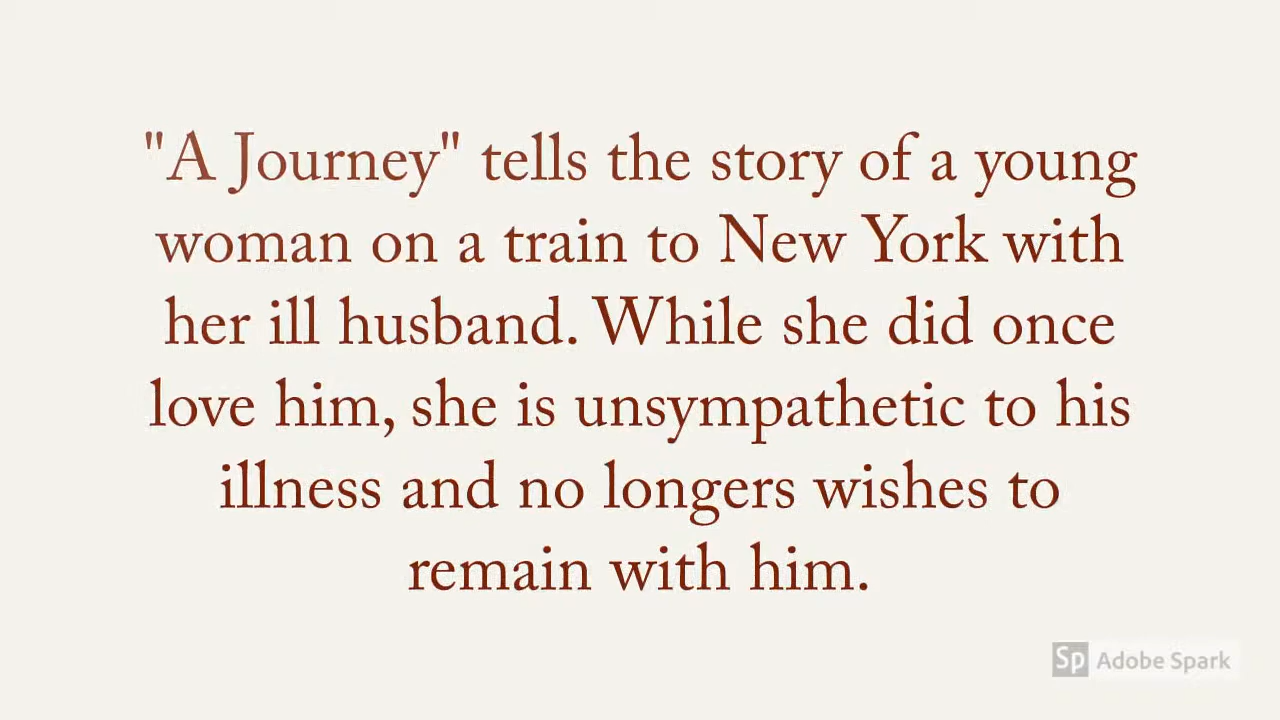 "A Journey" tells the story of a young
woman on a train to New York with
her ill husband. While she did once
love him, she is unsympathetic to his
illness and no longers wishes to
remain with him.
Sp Adobe Spark